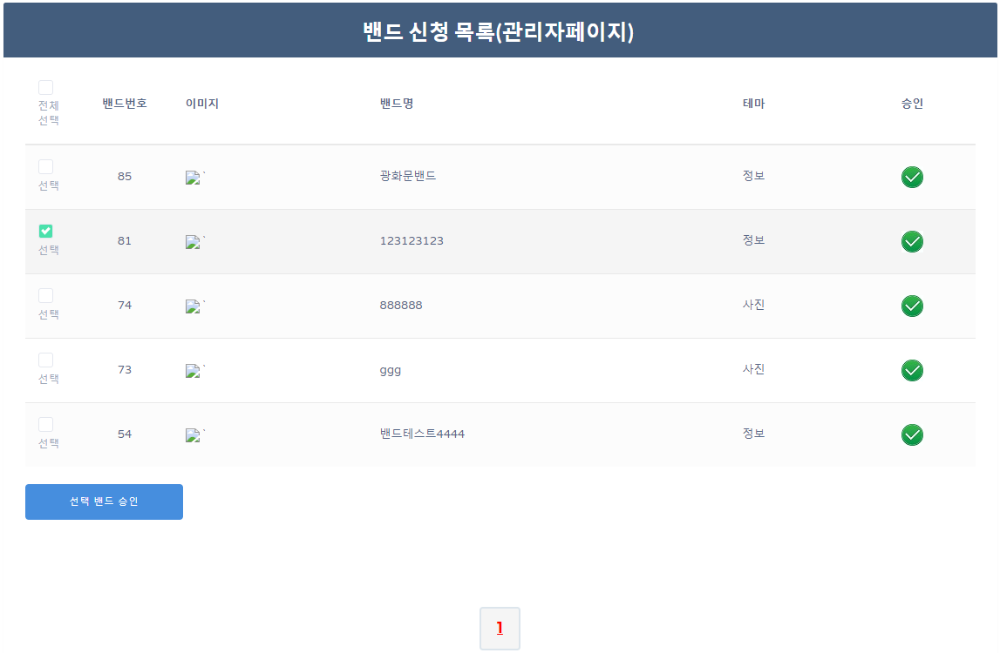 밴드 신청 목록(관리자페이지)
전체
선택
밴드번호 이미지 밴드명 테마 승인
선택 85 ` 광화문밴드 정보
선택 81 ` 123123123 정보
선택 74 ` 888888 사진
선택 73 ` ggg 사진
선택 54 ` 밴드테스트4444 정보
선택 밴드 승인
1